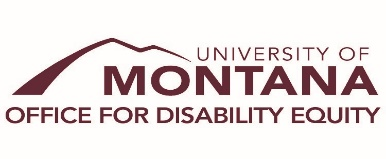 UNIVERSITY OF
MONTANA
OFFICE FOR DISABILITY EQUITY